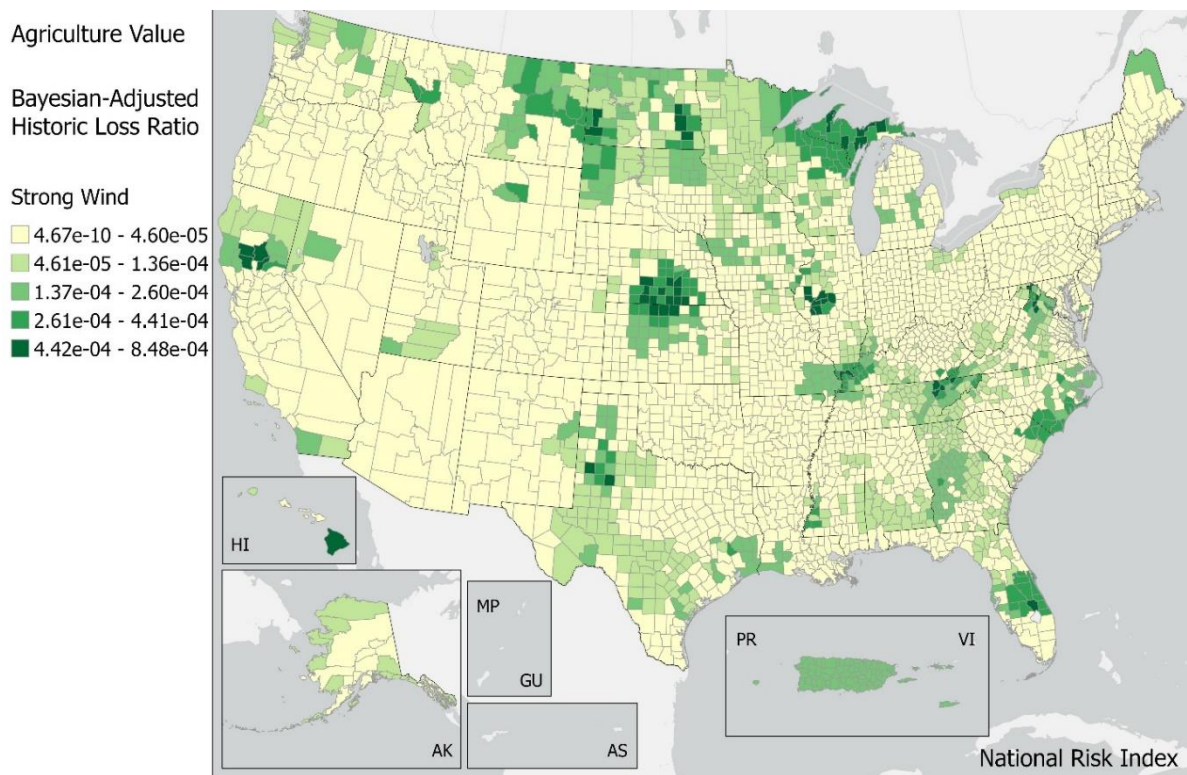 Agriculture Value
Bayesian-Adjusted
Historic Loss Ratio
Strong Wind
4.67e-10 - 4.60e-05
4.61e-05 - 1.36e-04
1.37e-04 - 2.60e-04
2.61e-04 - 4.41e-04
4.42e-04 - 8.48e-04
HI
AK
MP
GU
AS
PR
VI
National Risk Index